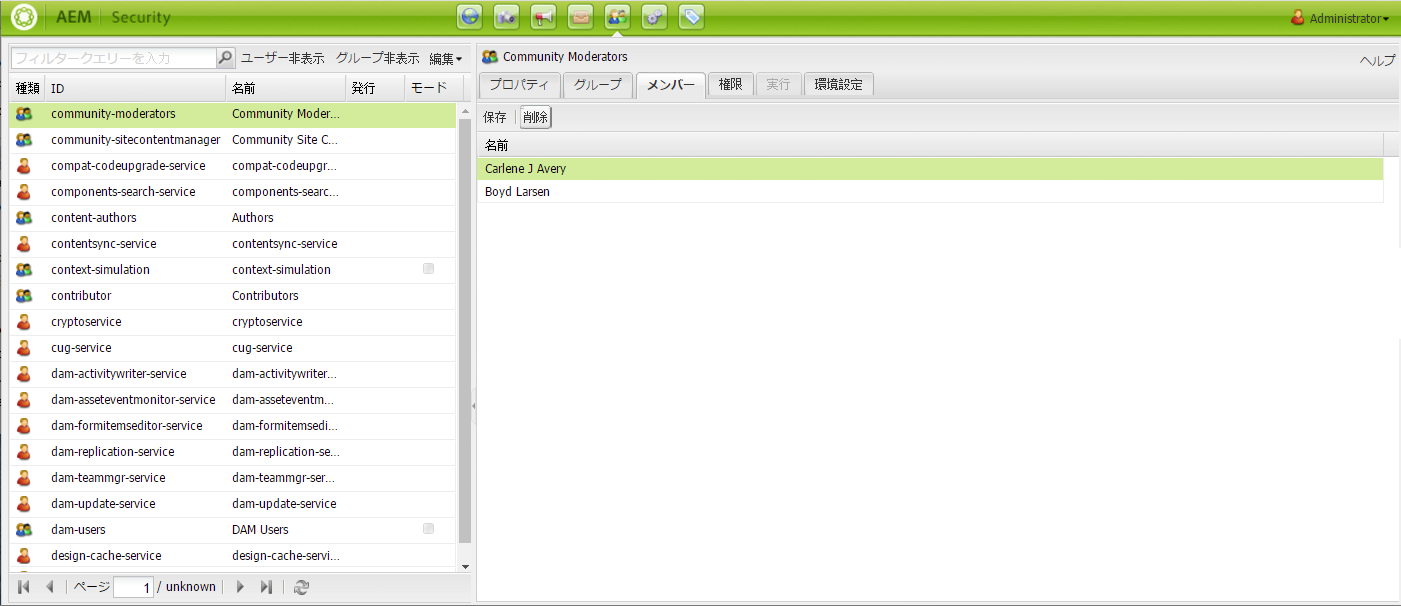 AEM Security Administrator
フィルタークエリーを入力 ユーザー非表示 グループ非表示 編集
種類 ID 名前 発行 モード
community-moderators Community Moder...
community-sitecontentmanager Community Site C...
compat-codeupgrade-service compat-codeupgr...
components-search-service components-searc...
content-authors Authors
contentsync-service contentsync-service
context-simulation context-simulation
contributor Contributors
cryptoservice cryptoservice
cug-service cug-service
dam-activitywriter-service dam-activitywriter...
dam-asseteventmonitor-service dam-asseteventm...
dam-formitemseditor-service dam-formitemsedi...
dam-replication-service dam-replication-se...
dam-teammgr-service dam-teammgr-ser...
dam-update-service dam-update-service
dam-users DAM Users
design-cache-service design-cache-servi...
ページ 1 / unknown
Community Moderators
ヘルプ
プロパティ グループ メンバー 権限 実行 環境設定
保存 削除
名前
Carlene J Avery
Boyd Larsen